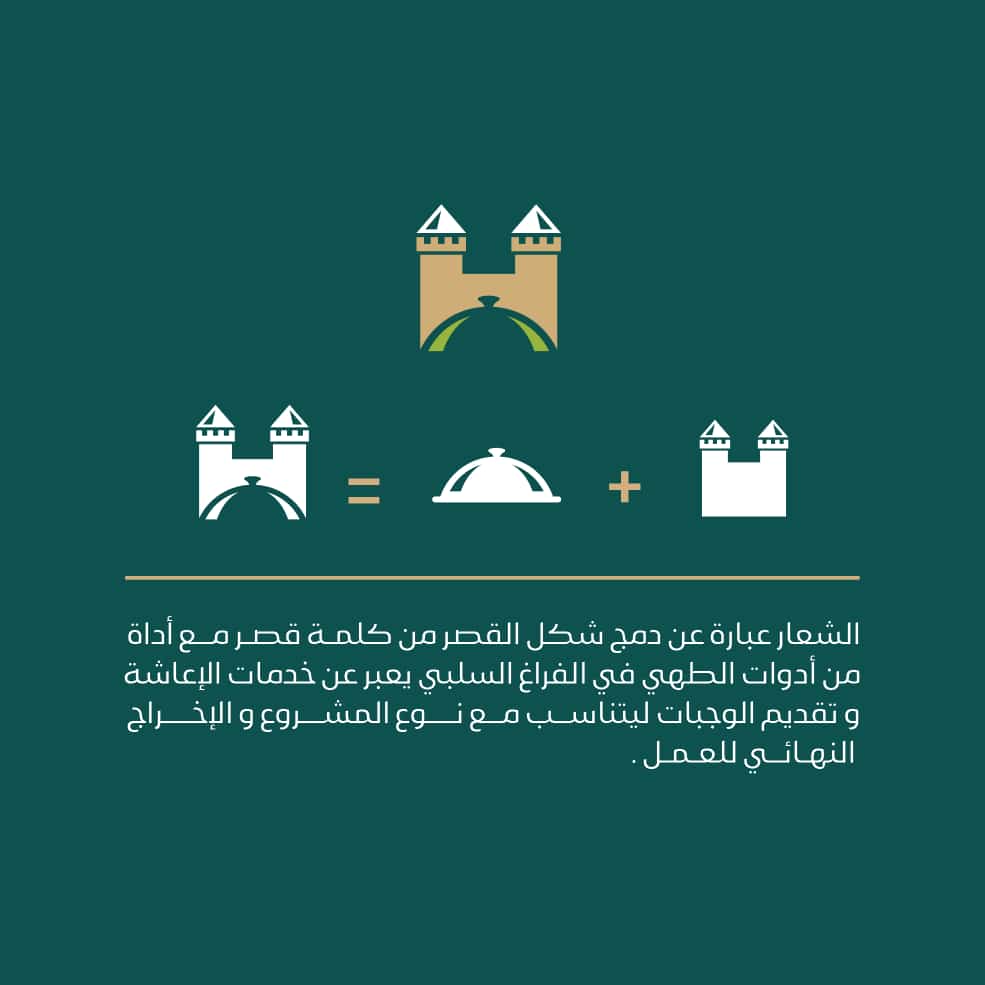 + =
الشعار عبارة عن دمج شكل القصر من كلمة قصر مع أداة
من أدوات الطهي في الفراغ السلبي يعبر عن خدمات الإعاشة
و تقديم الوجبات ليتناسب مع نوع المشروع و الإخراج
النهائي للعمل .